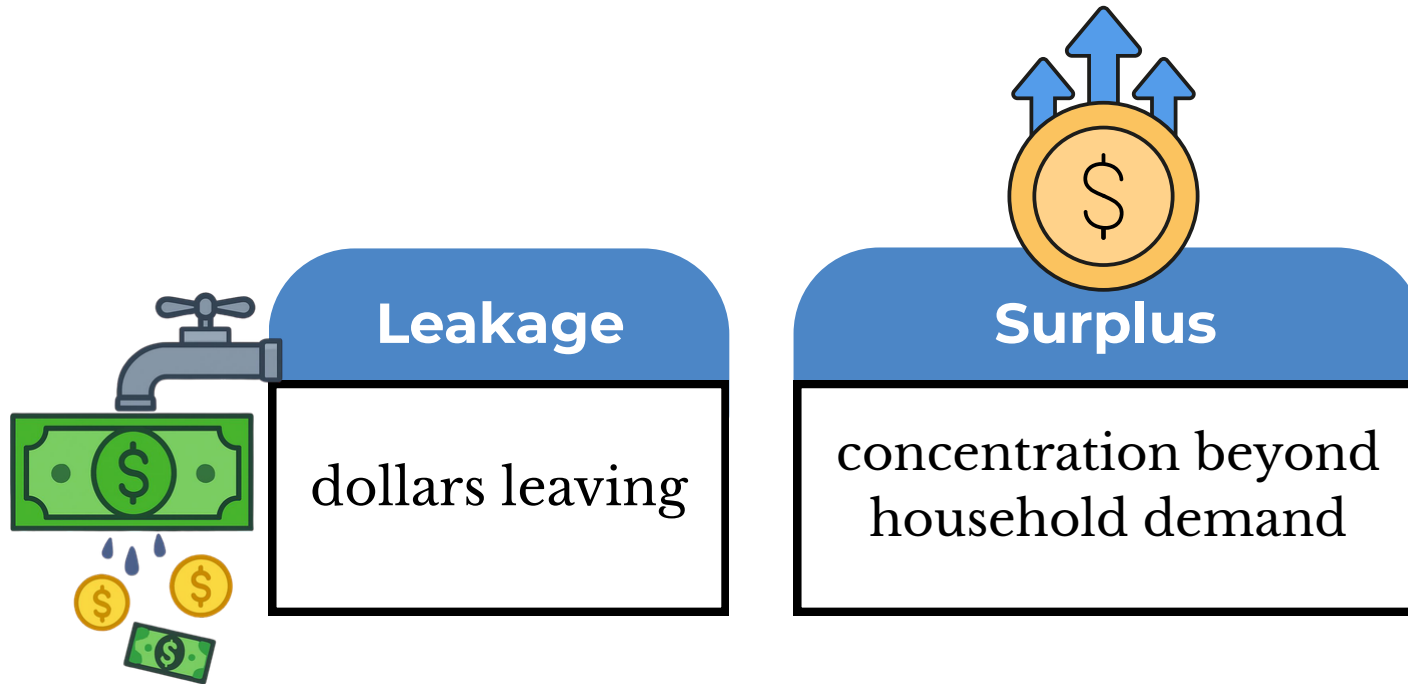 Leakage
dollars leaving
Surplus
concentration beyond
household demand
$
$
$
$
$